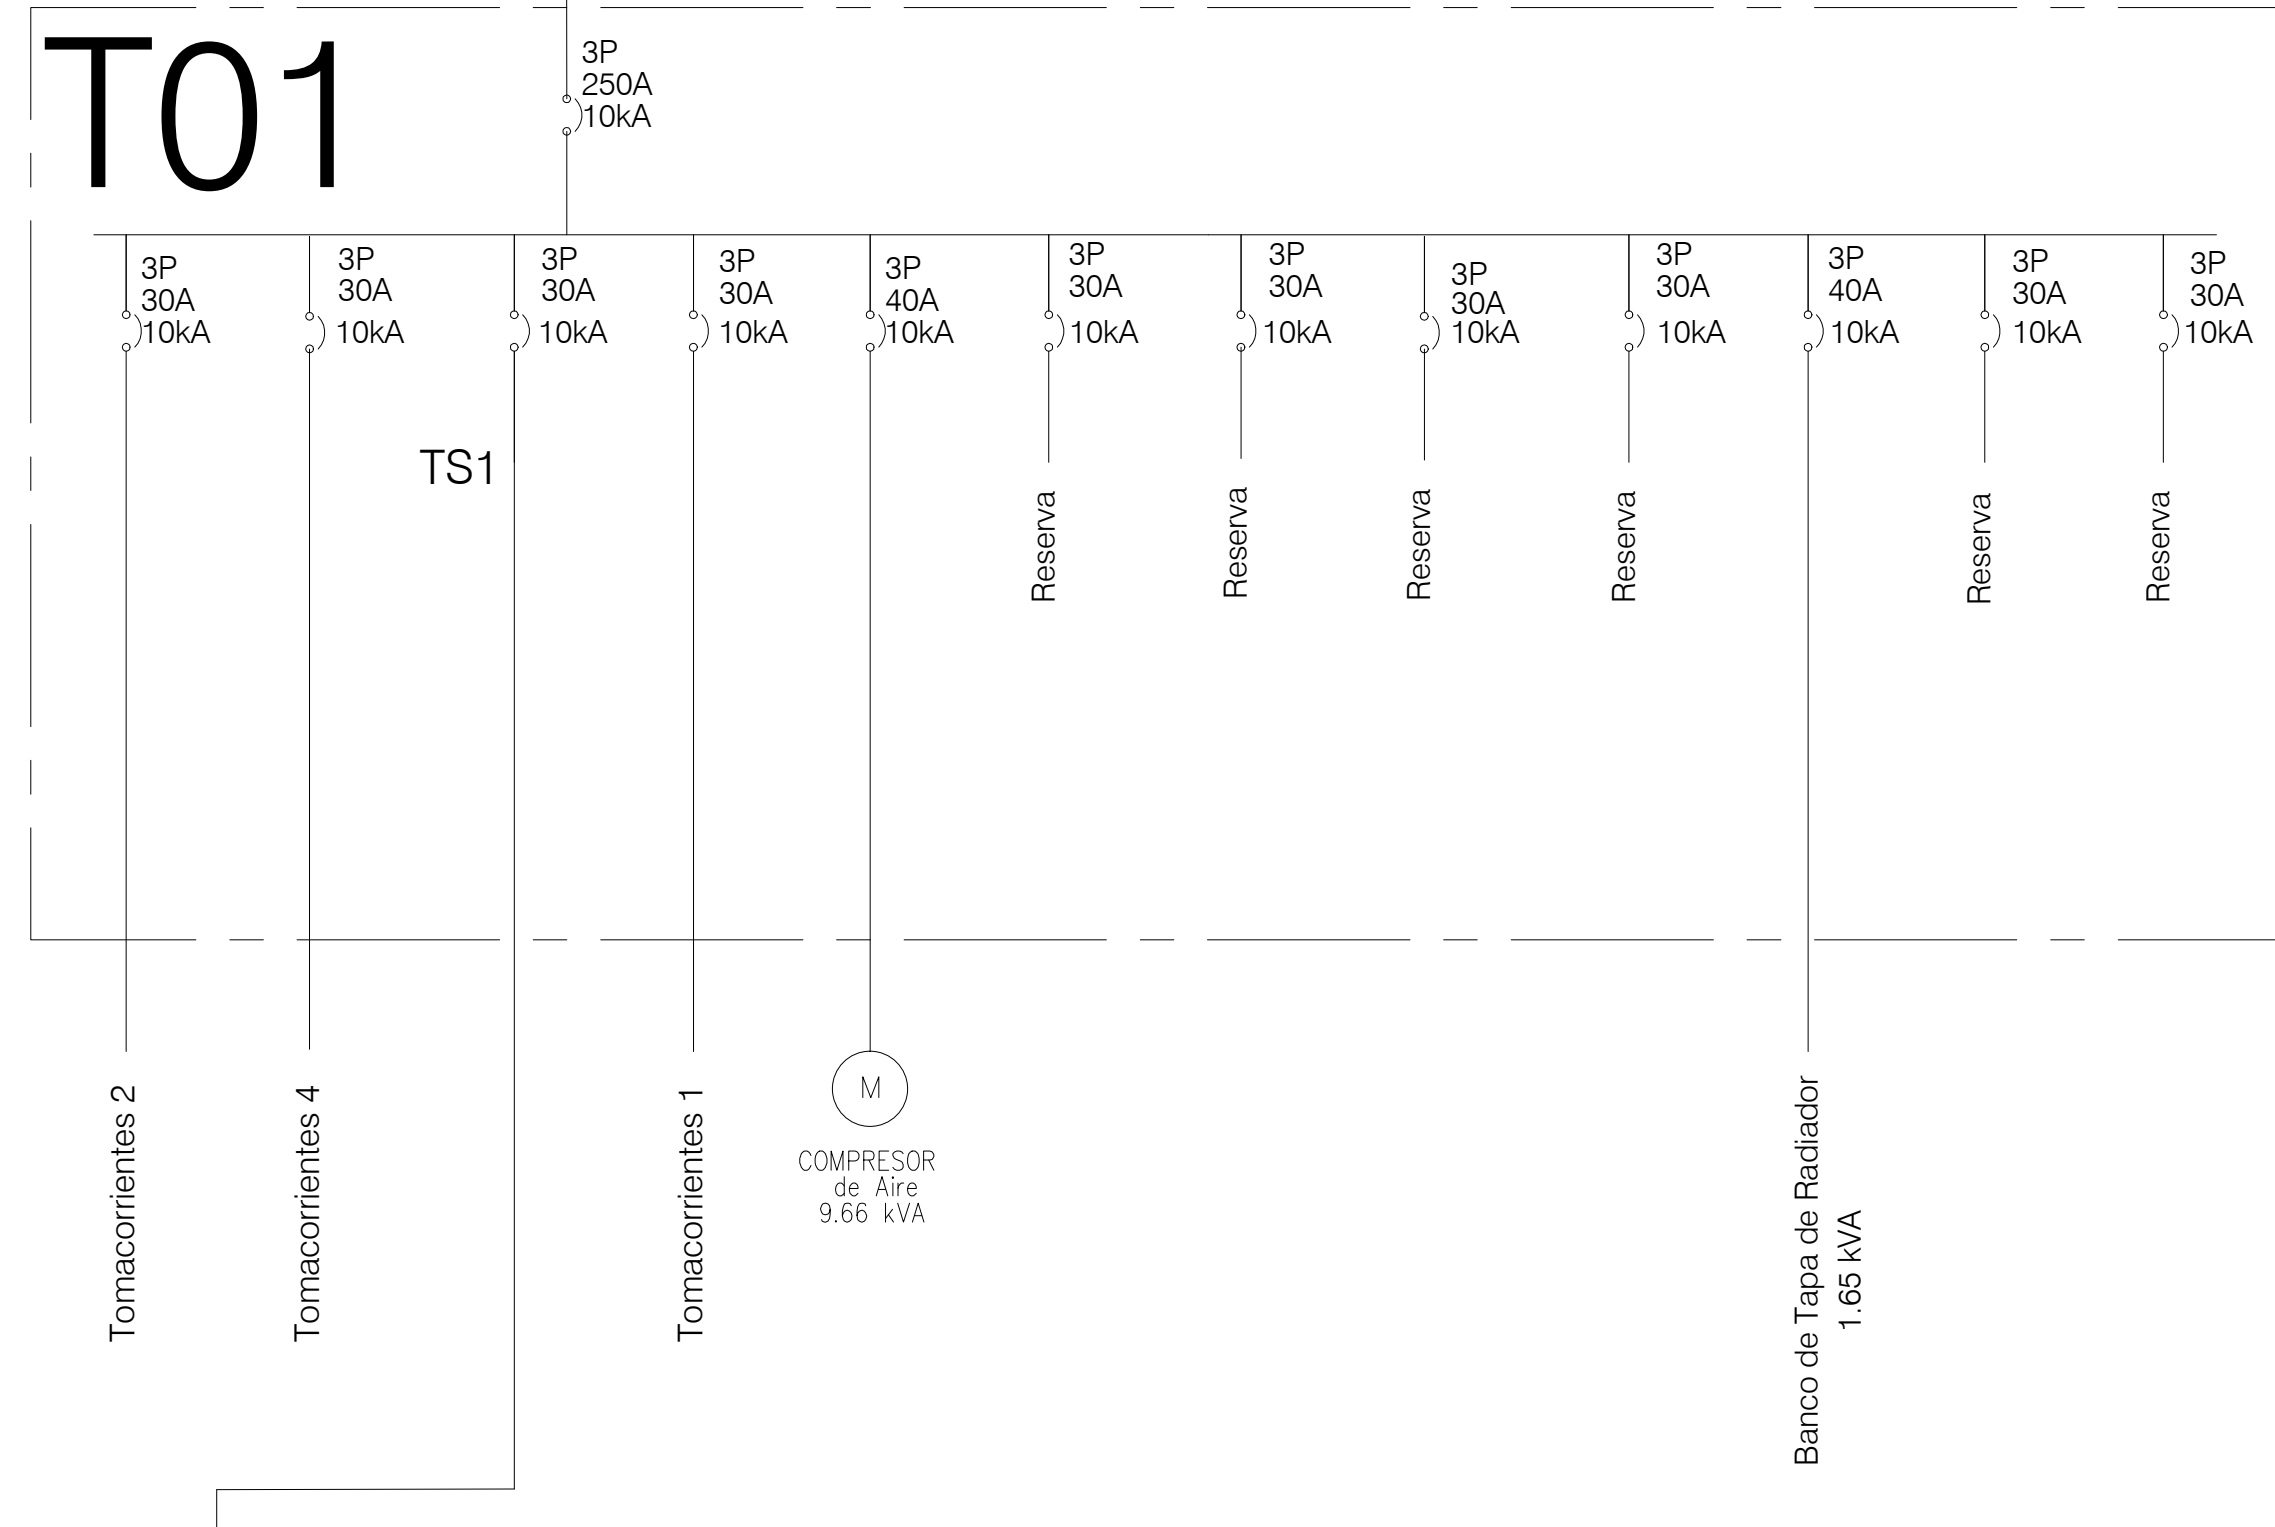 T01
3P
250A
10kA
3P
30A
10kA
3P
30A
10kA
3P
30A
10kA
3P
30A
10kA
3P
40A
10kA
3P
30A
10kA
3P
30A
10kA
3P
30A
10kA
3P
30A
10kA
3P
40A
10kA
3P
30A
10kA
3P
30A
10kA
TS1
Reserva
Reserva
Reserva
Reserva
Reserva
Reserva
Tomacorrientes 2
Tomacorrientes 4
Tomacorrientes 1
M
COMPRESOR
de Aire
9.66 kVA
Banco de Tapa de Radiador
1.65 kVA